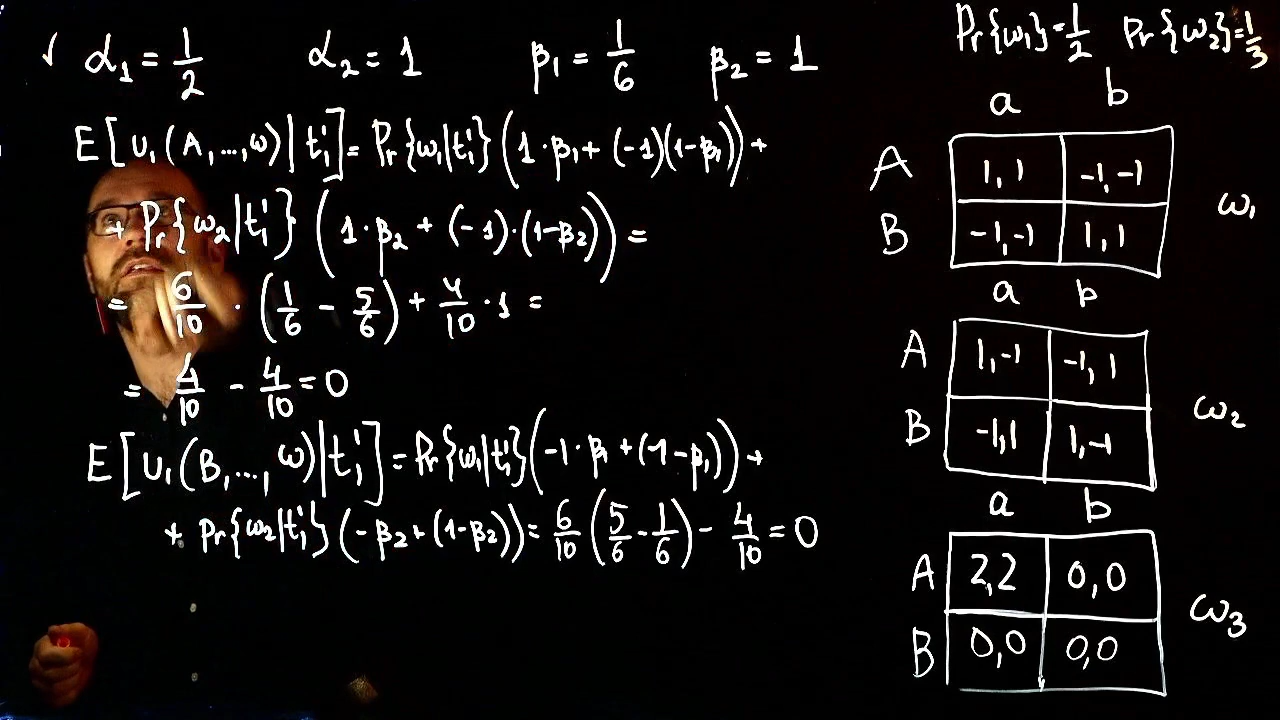 √ α₁ = 1/2 α₂ = 1 β₁ = 1/6 β₂ = 1
E[u₁(A,...,ω)|t₁'] = Pr{ω₁|t₁'}(1·β₁ + (-1)(1-β₁)) +
+ Pr{ω₂|t₁'}(1·β₂ + (-1)·(1-β₂)) =
= 6/10 · (1/6 - 5/6) + 4/10 · 1 =
= 4/10 - 4/10 = 0
E[u₁(B,...,ω)|t₁'] = Pr{ω₁|t₁'}(-1·β₁ + (1-β₁)) +
+ Pr{ω₂|t₁'}(-β₂ + (1-β₂)) = 6/10 (5/6 - 1/6) - 4/10 = 0
Pr{ω₁}=1/2 Pr{ω₂}=1/3
a b
A 1,1 -1,-1
ω₁
B -1,-1 1,1
a b
A 1,-1 -1,1
ω₂
B -1,1 1,-1
a b
A 2,2 0,0
ω₃
B 0,0 0,0